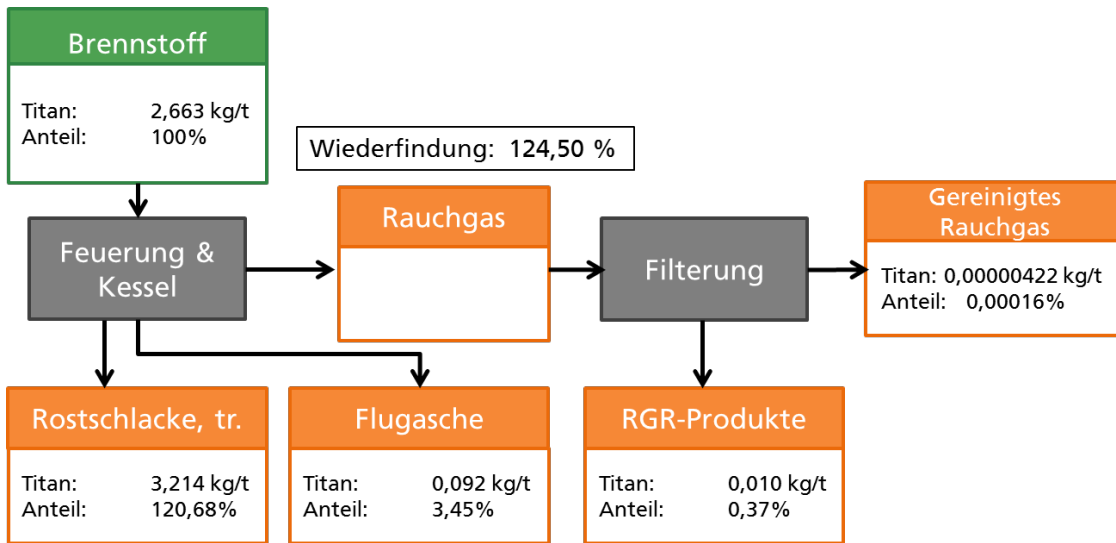 Brennstoff
Titan: 2,663 kg/t
Anteil: 100%
Wiederfindung: 124,50 %
Feuerung &
Kessel
Rauchgas
Filterung
Gereinigtes
Rauchgas
Titan: 0,00000422 kg/t
Anteil: 0,00016%
Rostschlacke, tr.
Titan: 3,214 kg/t
Anteil: 120,68%
Flugasche
Titan: 0,092 kg/t
Anteil: 3,45%
RGR-Produkte
Titan: 0,010 kg/t
Anteil: 0,37%